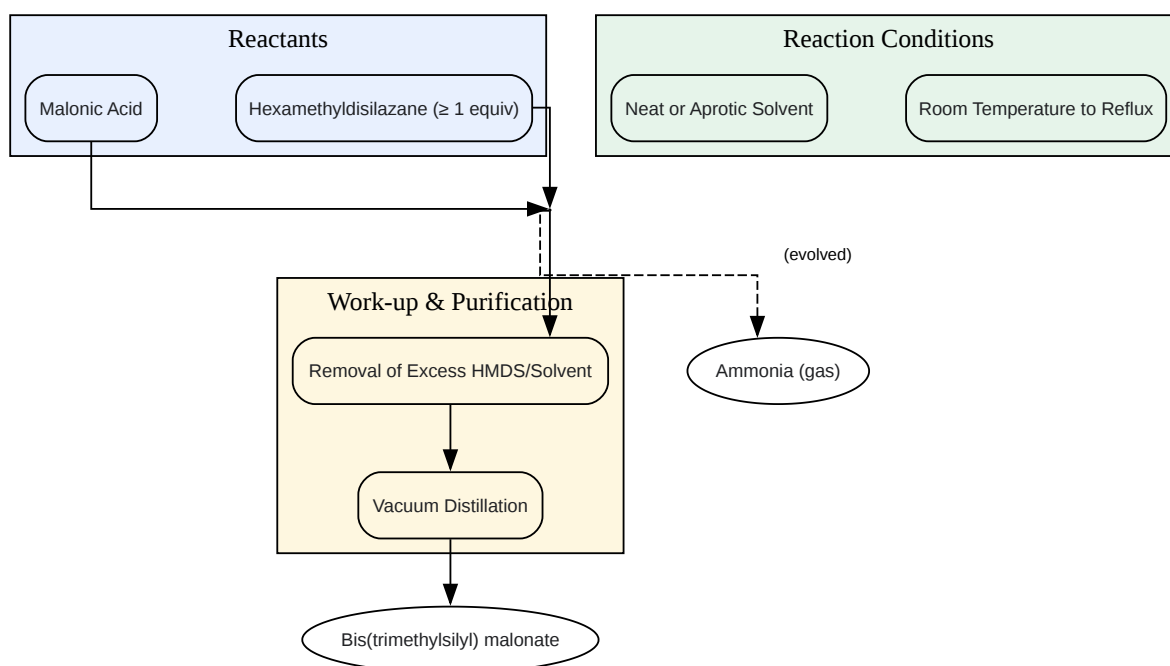 Reactants
Reaction Conditions
Malonic Acid
Hexamethyldisilazane (≥ 1 equiv)
Neat or Aprotic Solvent
Room Temperature to Reflux
(evolved)
Work-up & Purification
Removal of Excess HMDS/Solvent
Ammonia (gas)
Vacuum Distillation
Bis(trimethylsilyl) malonate